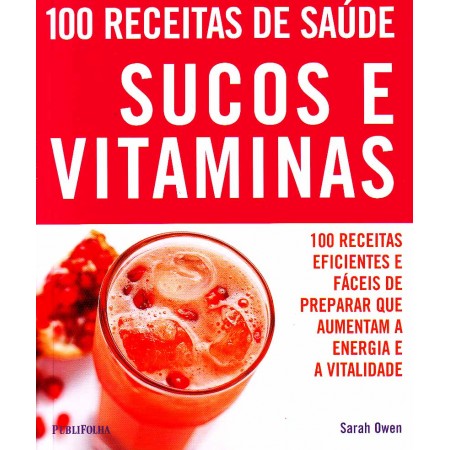 100 RECEITAS DE SAÚDE
SUCOS E
VITAMINAS
100 RECEITAS
EFICIENTES E
FÁCEIS DE
PREPARAR QUE
AUMENTAM A
ENERGIA E
A VITALIDADE
PUBLIFOLHA
Sarah Owen